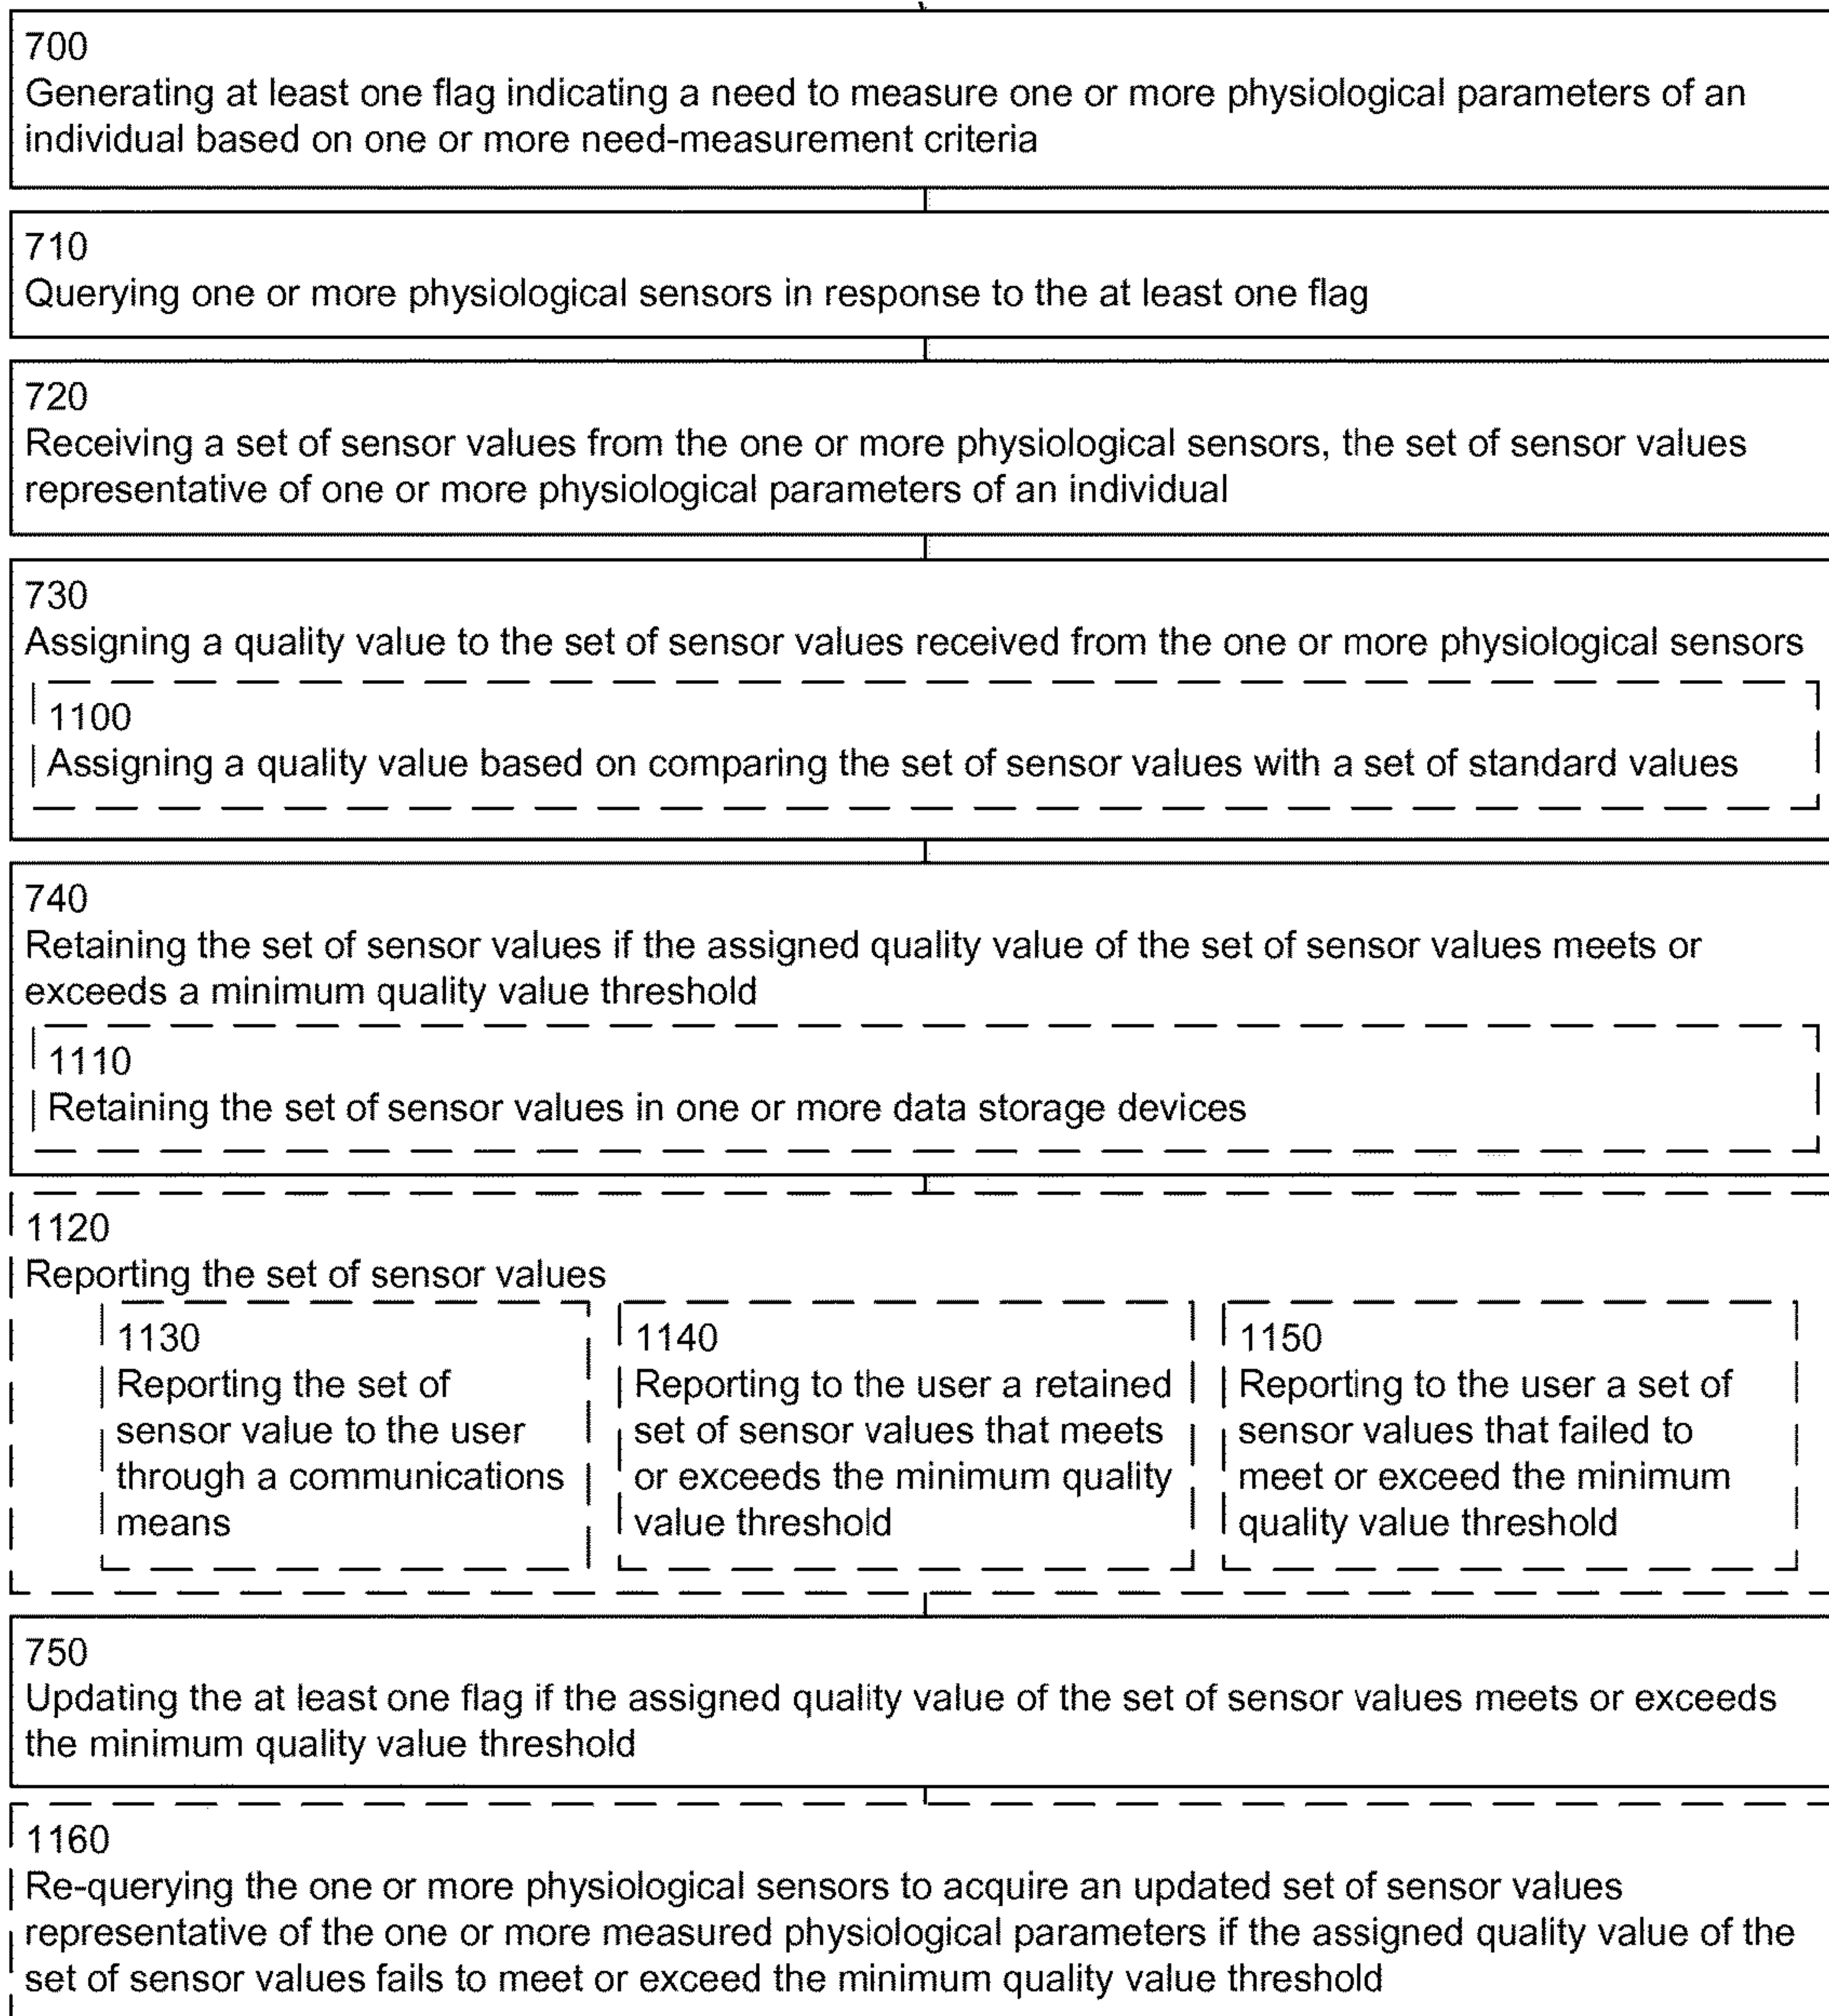 700
Generating at least one flag indicating a need to measure one or more physiological parameters of an
individual based on one or more need-measurement criteria
710
Querying one or more physiological sensors in response to the at least one flag
720
Receiving a set of sensor values from the one or more physiological sensors, the set of sensor values
representative of one or more physiological parameters of an individual
730
Assigning a quality value to the set of sensor values received from the one or more physiological sensors
1100
Assigning a quality value based on comparing the set of sensor values with a set of standard values
740
Retaining the set of sensor values if the assigned quality value of the set of sensor values meets or
exceeds a minimum quality value threshold
1110
Retaining the set of sensor values in one or more data storage devices
1120
Reporting the set of sensor values
1130
Reporting the set of
sensor value to the user
through a communications
means
1140
Reporting to the user a retained
set of sensor values that meets
or exceeds the minimum quality
value threshold
1150
Reporting to the user a set of
sensor values that failed to
meet or exceed the minimum
quality value threshold
750
Updating the at least one flag if the assigned quality value of the set of sensor values meets or exceeds
the minimum quality value threshold
1160
Re-querying the one or more physiological sensors to acquire an updated set of sensor values
representative of the one or more measured physiological parameters if the assigned quality value of the
set of sensor values fails to meet or exceed the minimum quality value threshold